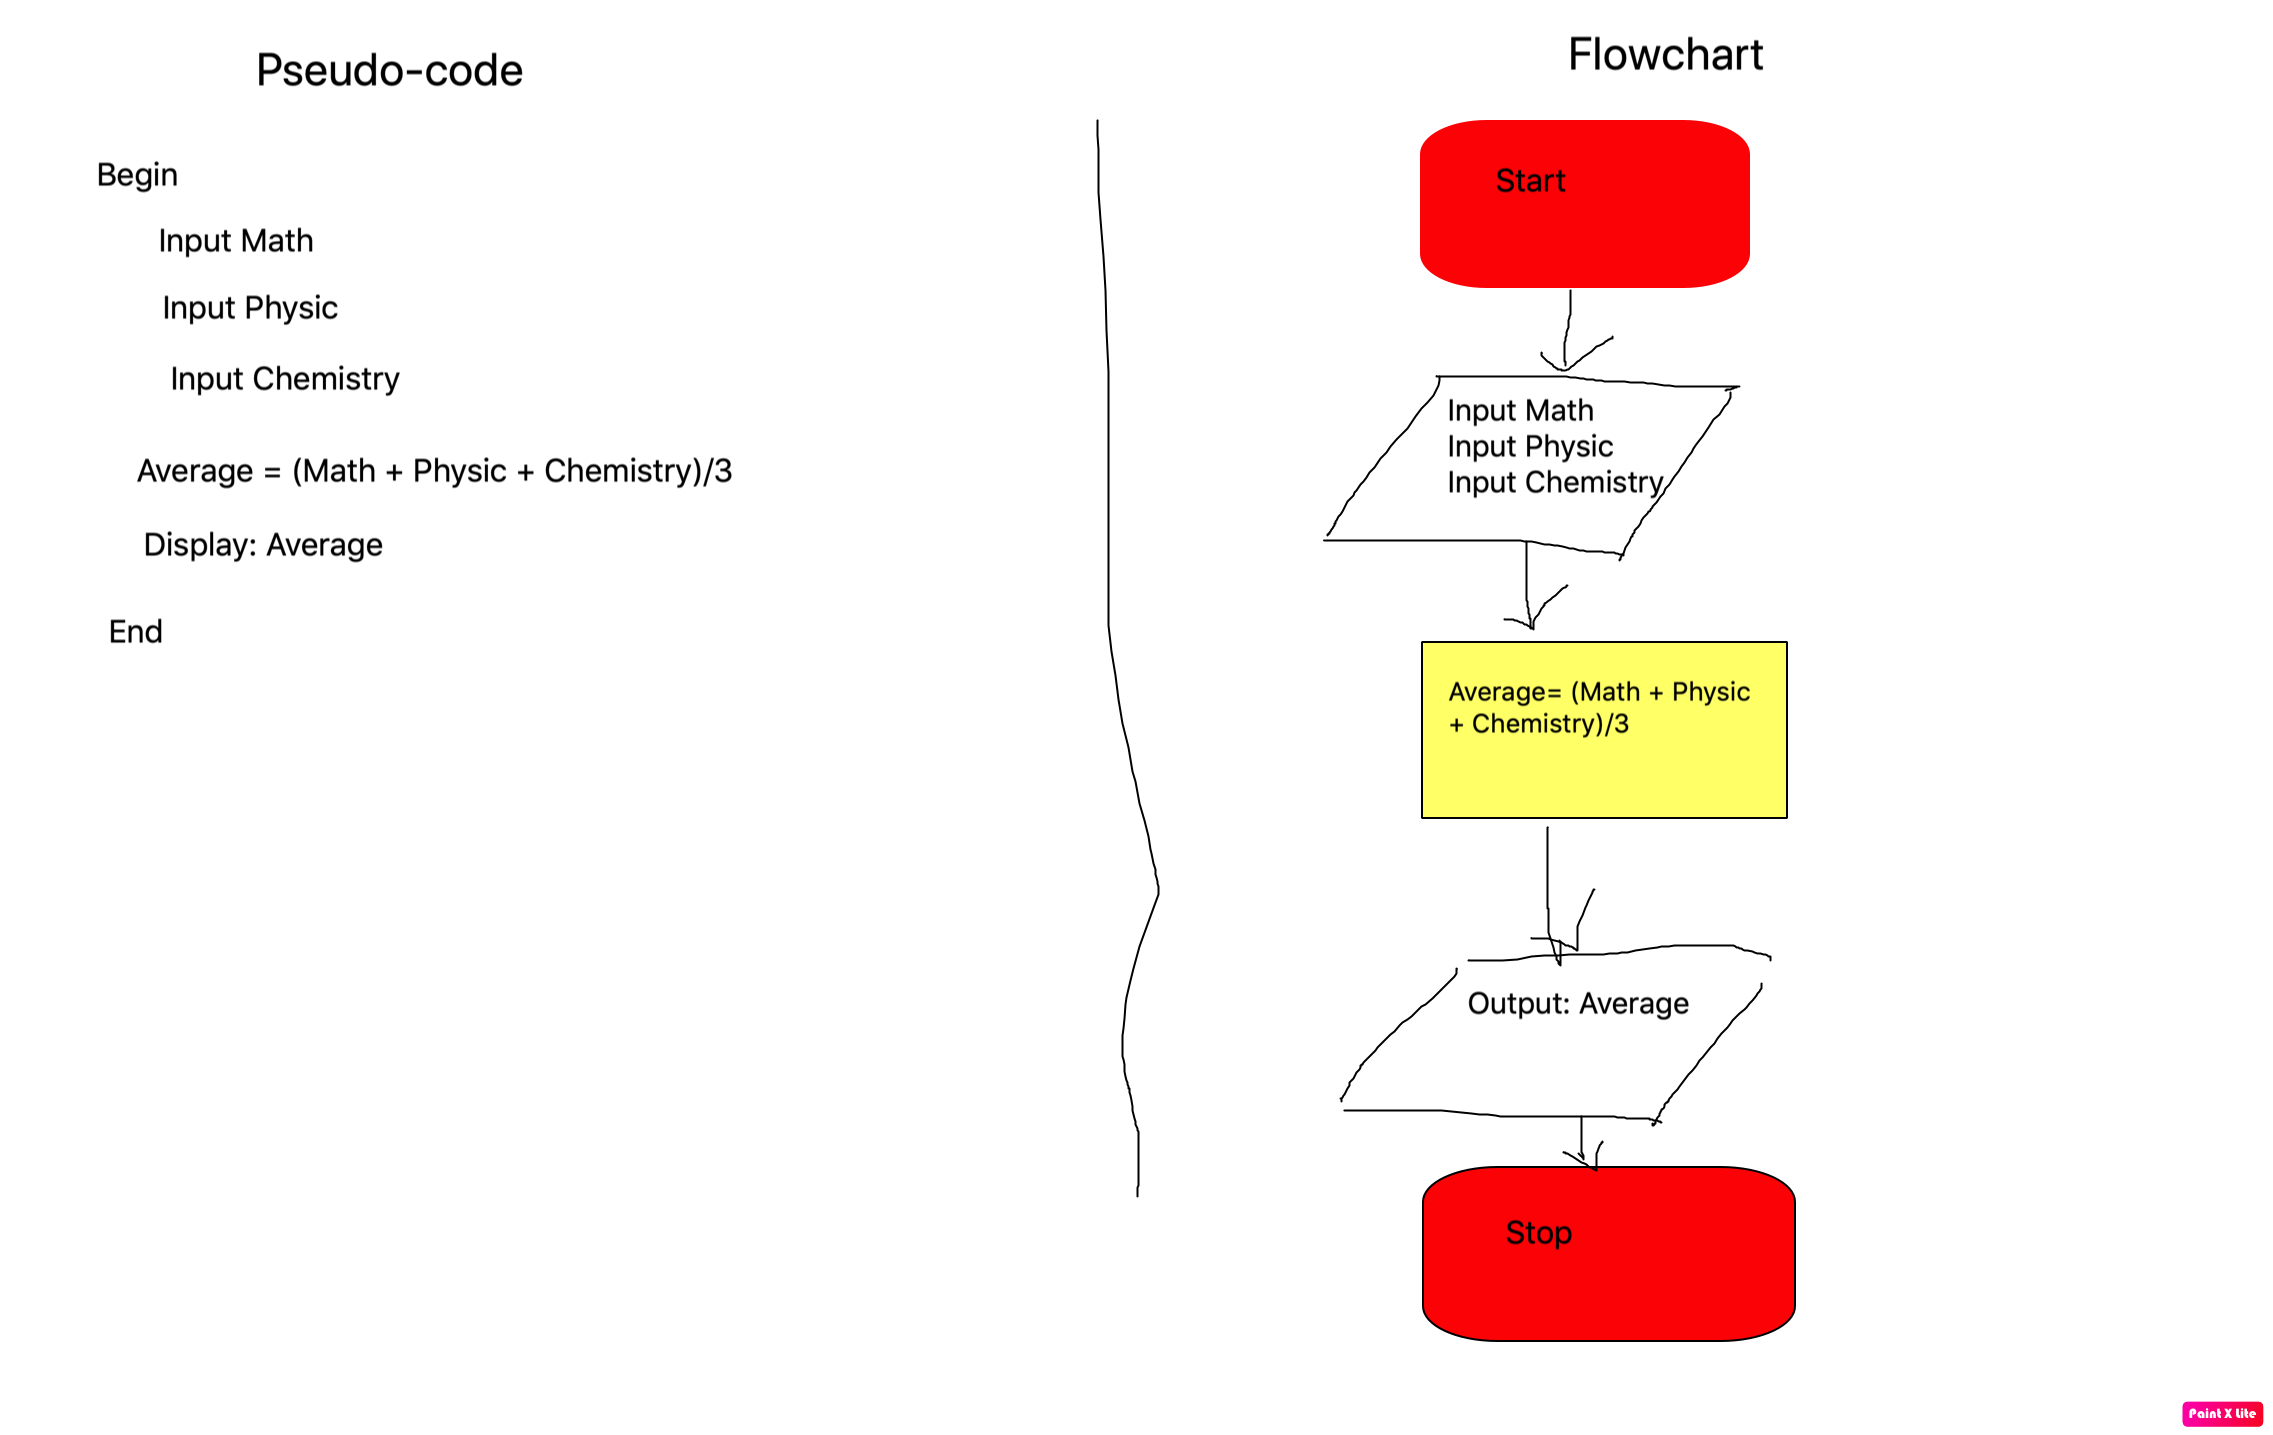 Pseudo-code
Begin
Input Math
Input Physic
Input Chemistry
Average = (Math + Physic + Chemistry)/3
Display: Average
End
Flowchart
Start
Input Math
Input Physic
Input Chemistry
Average= (Math + Physic
+ Chemistry)/3
Output: Average
Stop
Paint X Lite